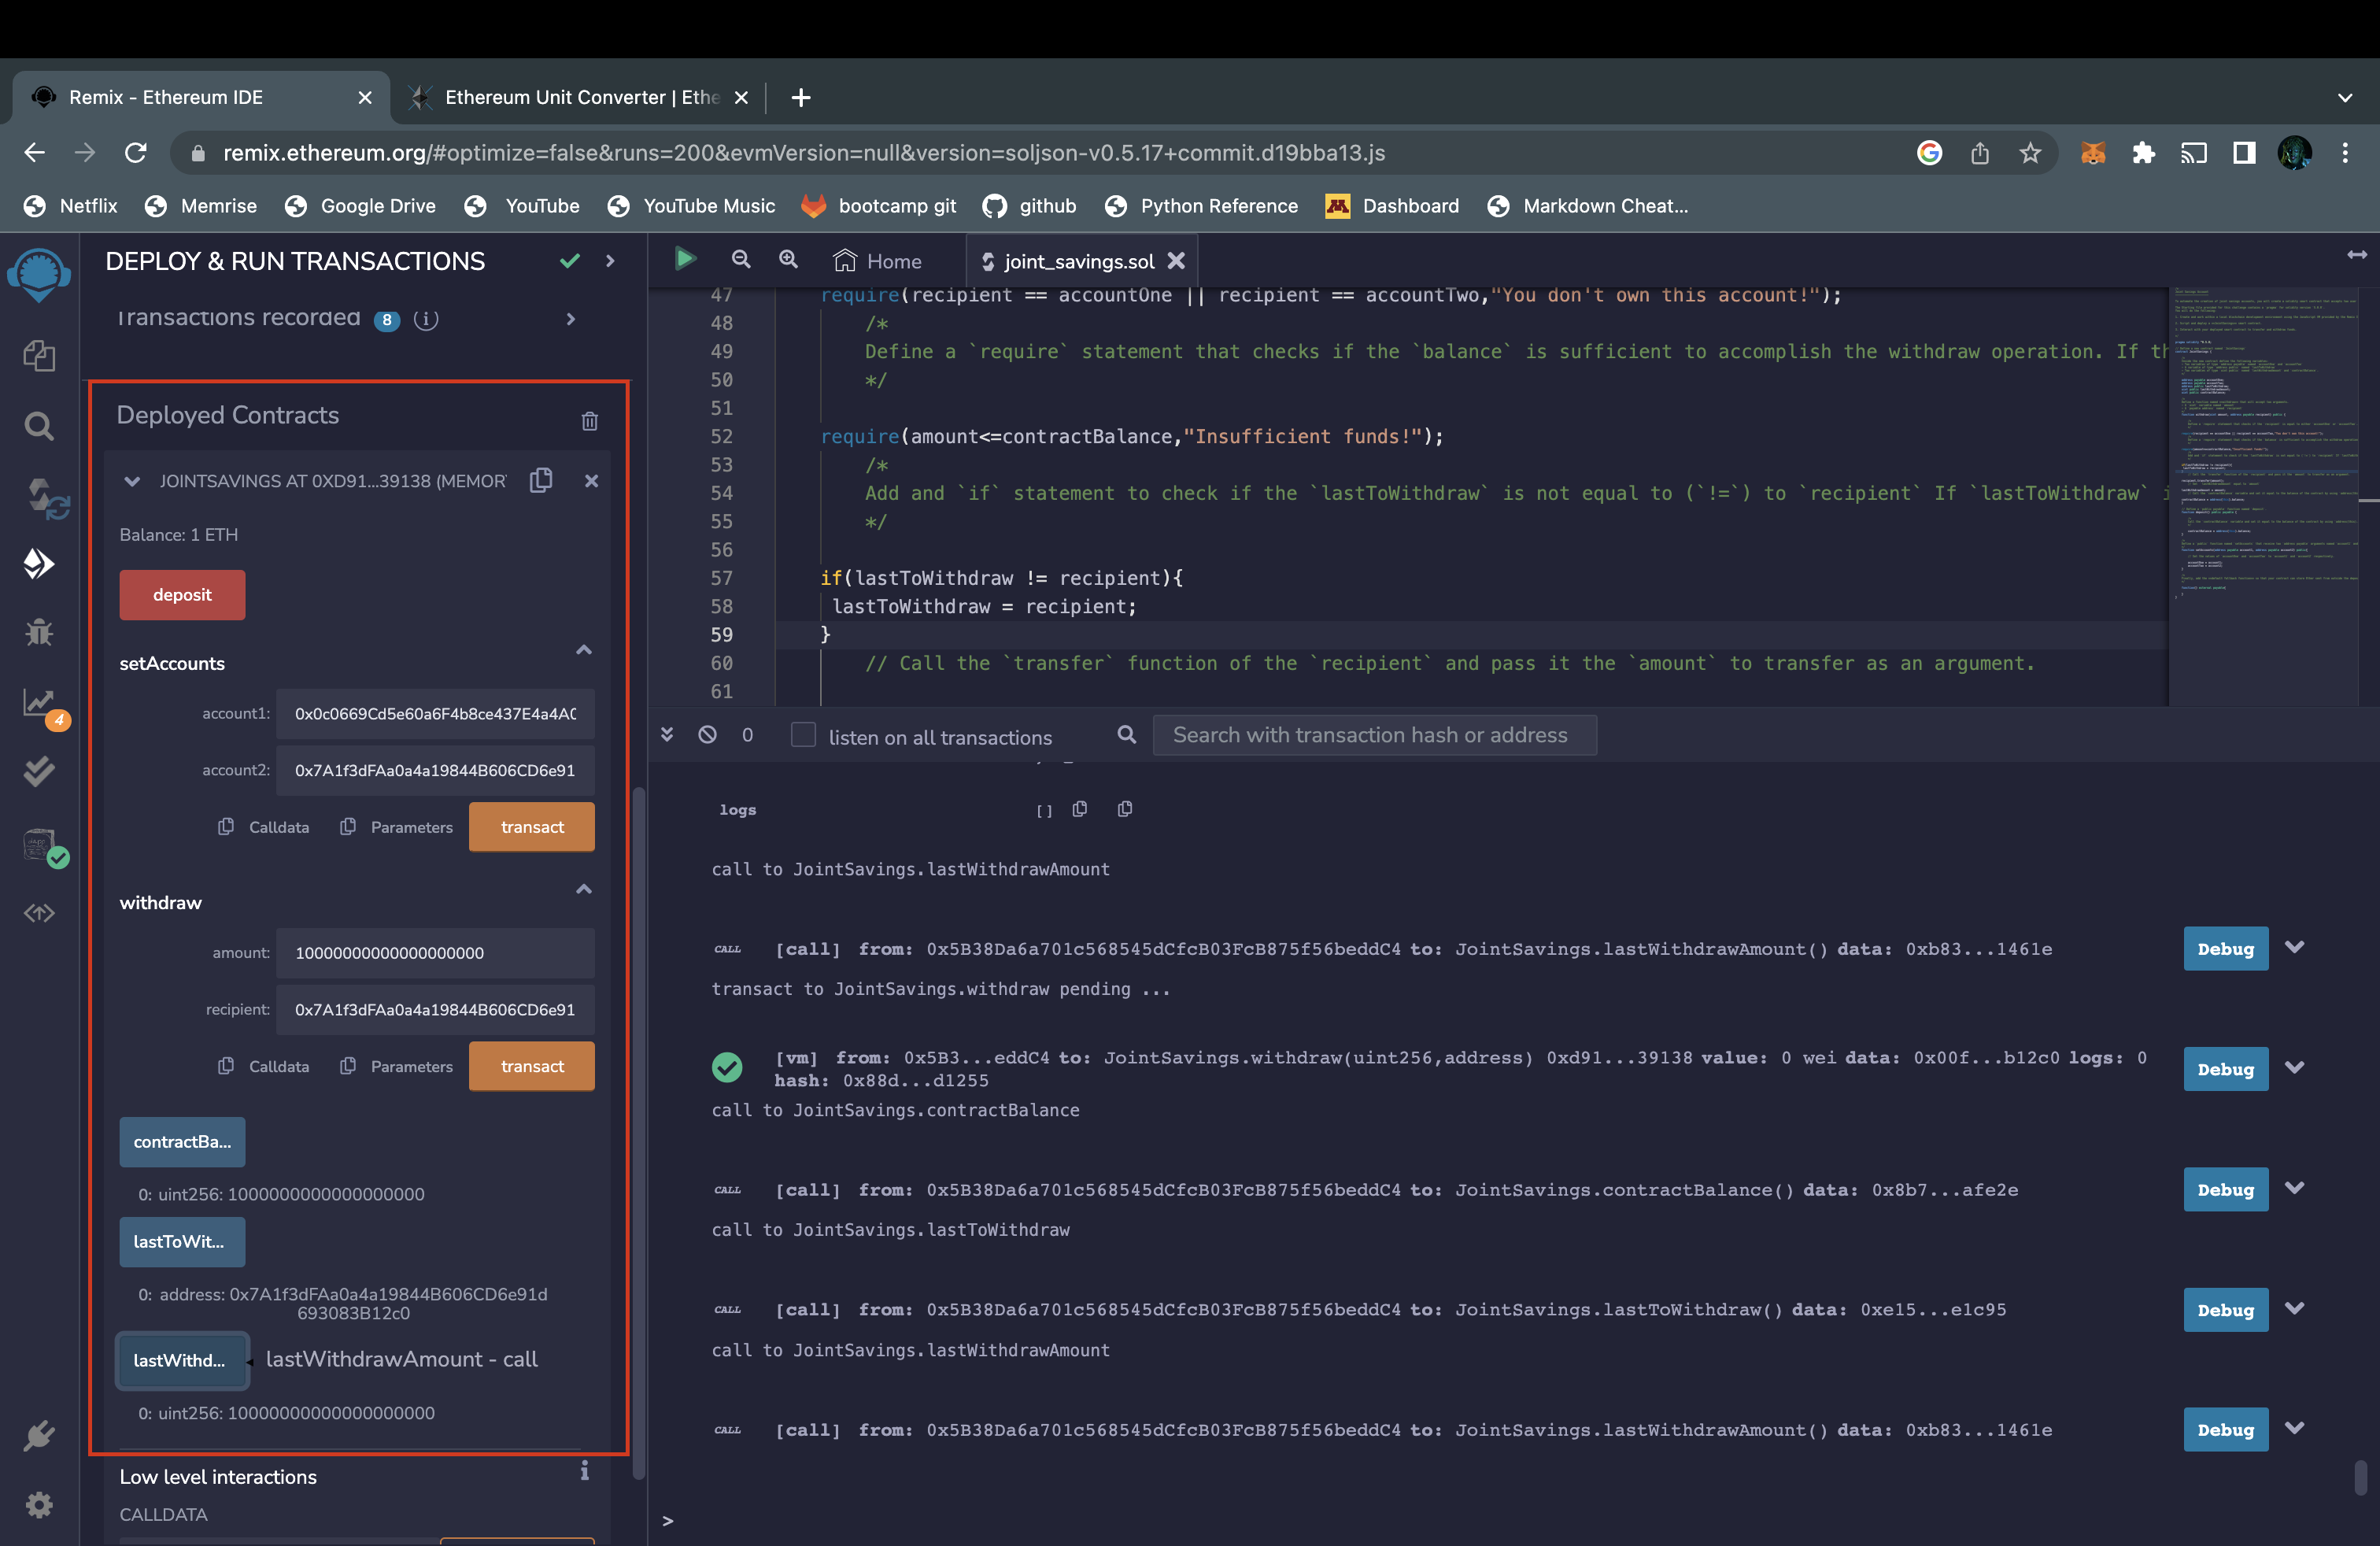 Remix - Ethereum IDE
Ethereum Unit Converter | Ethe
remix.ethereum.org/#optimize=false&runs=200&evmVersion=null&version=soljson-v0.5.17+commit.d19bba13.js
Netflix Memrise Google Drive YouTube YouTube Music bootcamp git github Python Reference Dashboard Markdown Cheat...
DEPLOY & RUN TRANSACTIONS
Transactions recorded 8 i
Deployed Contracts
JOINTSAVINGS AT 0XD91...39138 (MEMOR
Balance: 1 ETH
deposit
setAccounts
account1: 0x0c0669Cd5e60a6F4b8ce437E4a4A0
account2: 0x7A1f3dFAa0a4a19844B606CD6e91
Calldata Parameters transact
withdraw
amount: 10000000000000000000
recipient: 0x7A1f3dFAa0a4a19844B606CD6e91
Calldata Parameters transact
contractBa...
0: uint256: 1000000000000000000
lastToWit...
0: address: 0x7A1f3dFAa0a4a19844B606CD6e91d
693083B12c0
lastWithd... lastWithdrawAmount - call
0: uint256: 10000000000000000000
Low level interactions
CALLDATA
4
Home joint_savings.sol
47 require(recipient == accountOne || recipient == accountTwo,"You don't own this account!");
48 /*
49 Define a `require` statement that checks if the `balance` is sufficient to accomplish the withdraw operation. If th
50 */
51
52 require(amount<=contractBalance,"Insufficient funds!");
53 /*
54 Add and `if` statement to check if the `lastToWithdraw` is not equal to (`!=`) to `recipient` If `lastToWithdraw` i
55 */
56
57 if(lastToWithdraw != recipient){
58 lastToWithdraw = recipient;
59 }
60 // Call the `transfer` function of the `recipient` and pass it the `amount` to transfer as an argument.
61
0 listen on all transactions Search with transaction hash or address
logs []
call to JointSavings.lastWithdrawAmount
CALL [call] from: 0x5B38Da6a701c568545dCfcB03FcB875f56beddC4 to: JointSavings.lastWithdrawAmount() data: 0xb83...1461e Debug
transact to JointSavings.withdraw pending ...
[vm] from: 0x5B3...eddC4 to: JointSavings.withdraw(uint256,address) 0xd91...39138 value: 0 wei data: 0x00f...b12c0 logs: 0
hash: 0x88d...d1255 Debug
call to JointSavings.contractBalance
CALL [call] from: 0x5B38Da6a701c568545dCfcB03FcB875f56beddC4 to: JointSavings.contractBalance() data: 0x8b7...afe2e Debug
call to JointSavings.lastToWithdraw
CALL [call] from: 0x5B38Da6a701c568545dCfcB03FcB875f56beddC4 to: JointSavings.lastToWithdraw() data: 0xe15...e1c95 Debug
call to JointSavings.lastWithdrawAmount
CALL [call] from: 0x5B38Da6a701c568545dCfcB03FcB875f56beddC4 to: JointSavings.lastWithdrawAmount() data: 0xb83...1461e Debug
>